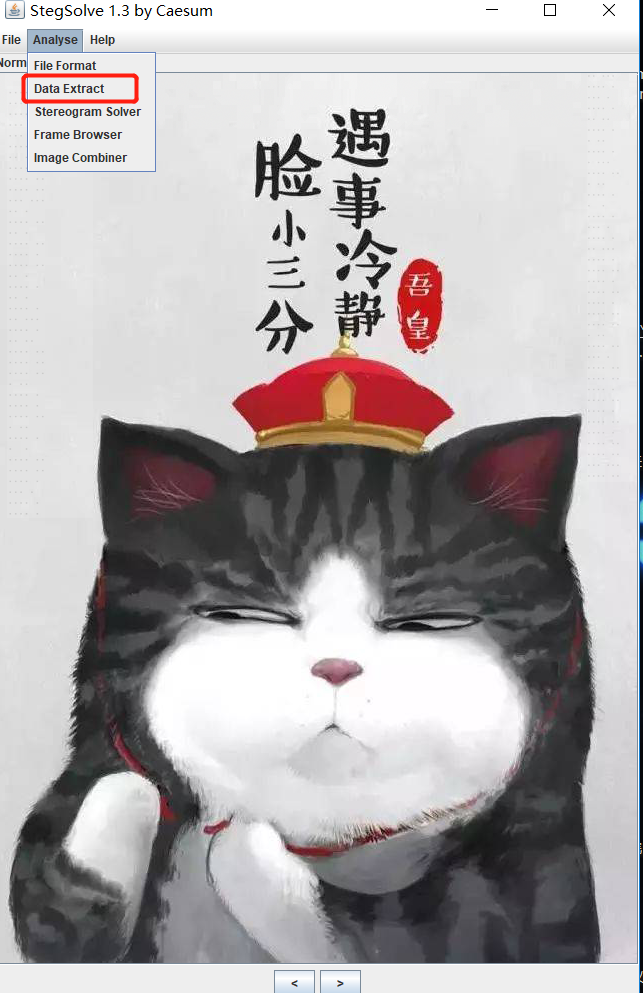 StegSolve 1.3 by Caesum
File Analyse Help
Norm
File Format
Data Extract
Stereogram Solver
Frame Browser
Image Combiner
遇事冷静
脸小三分
吾皇
< >